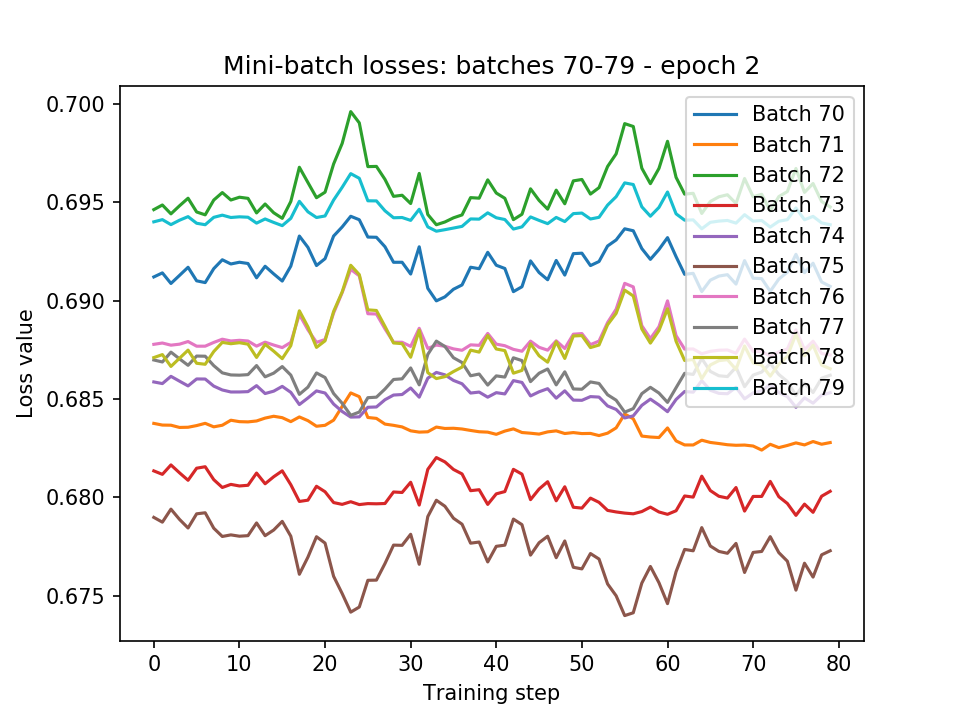 Mini-batch losses: batches 70-79 - epoch 2
Loss value
0.700
0.695
0.690
0.685
0.680
0.675
Batch 70
Batch 71
Batch 72
Batch 73
Batch 74
Batch 75
Batch 76
Batch 77
Batch 78
Batch 79
0 10 20 30 40 50 60 70 80
Training step